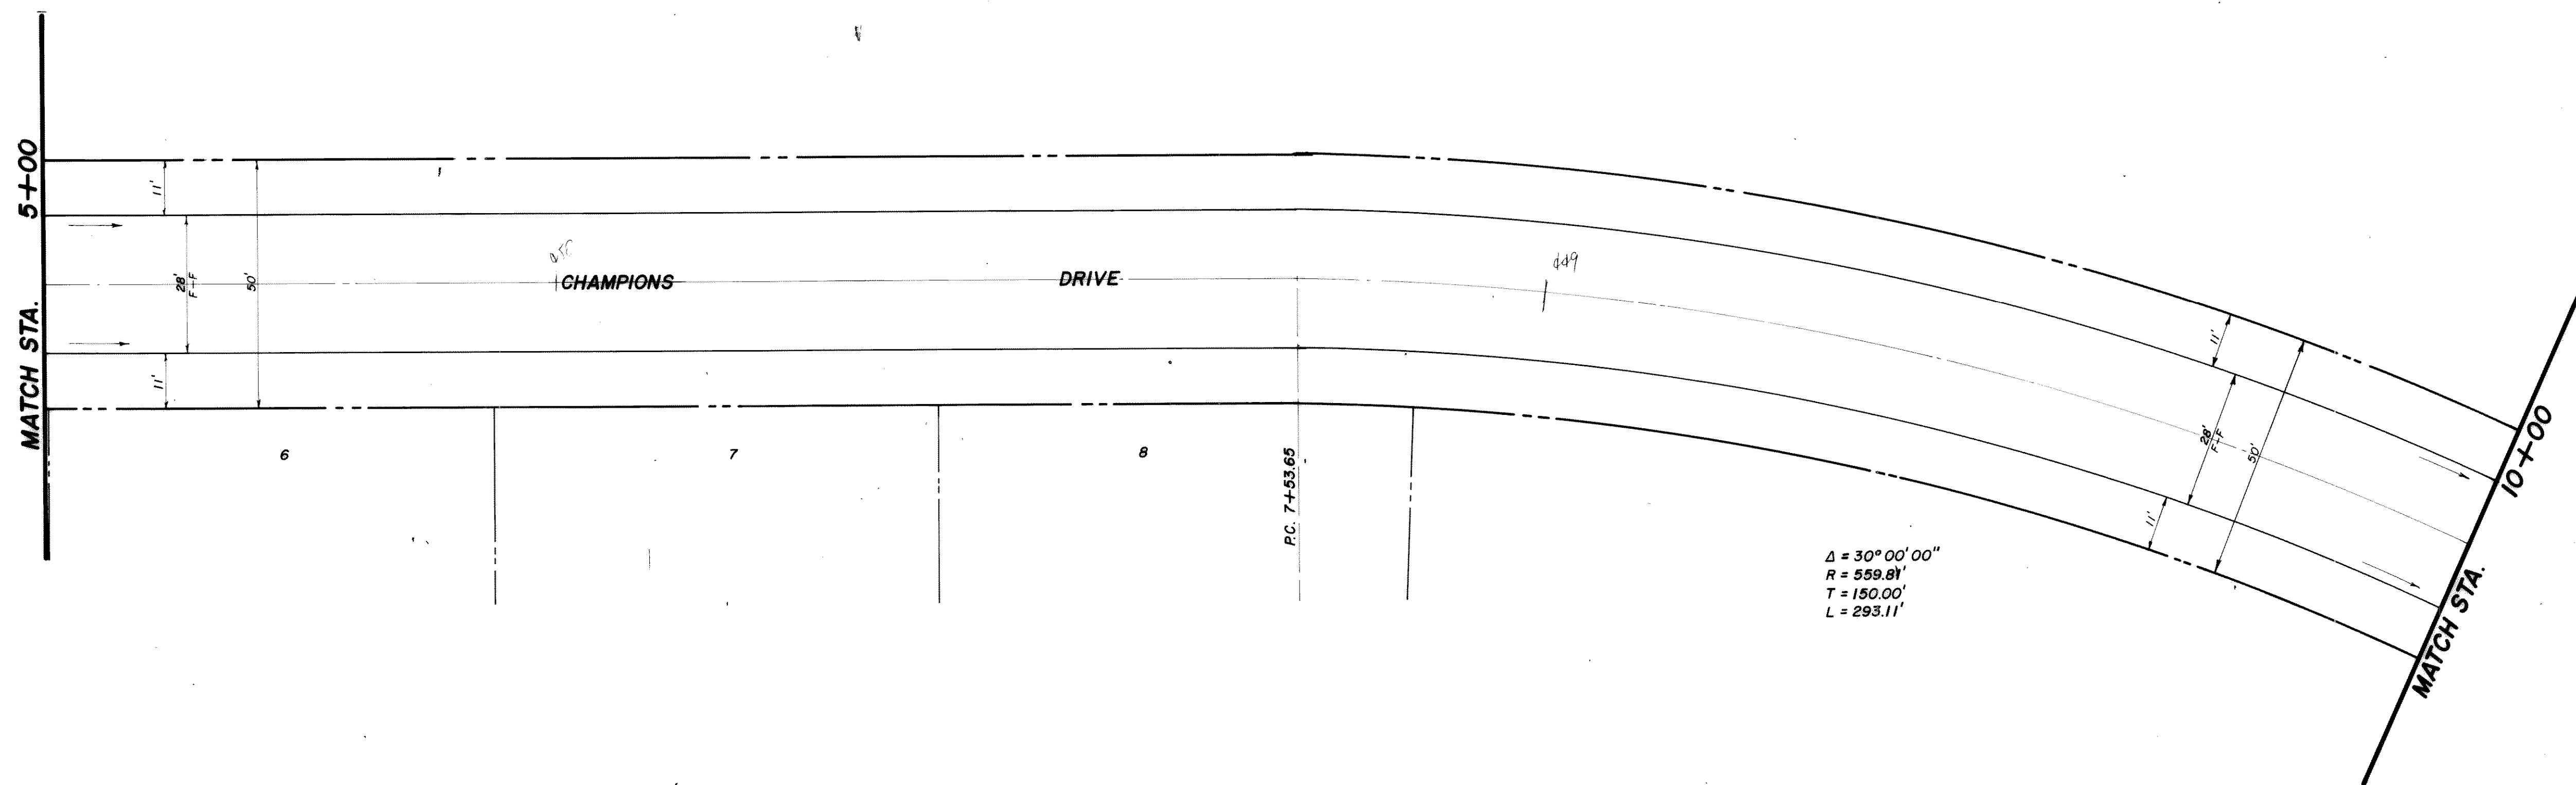 MATCH STA. 5+00
11'
28'
F-F
50'
11'
CHAMPIONS DRIVE
449
6
7
8
P.C. 7+53.65
Δ = 30° 00' 00"
R = 559.81'
T = 150.00'
L = 293.11'
11'
28'
F-F
50'
11'
MATCH STA. 10+00